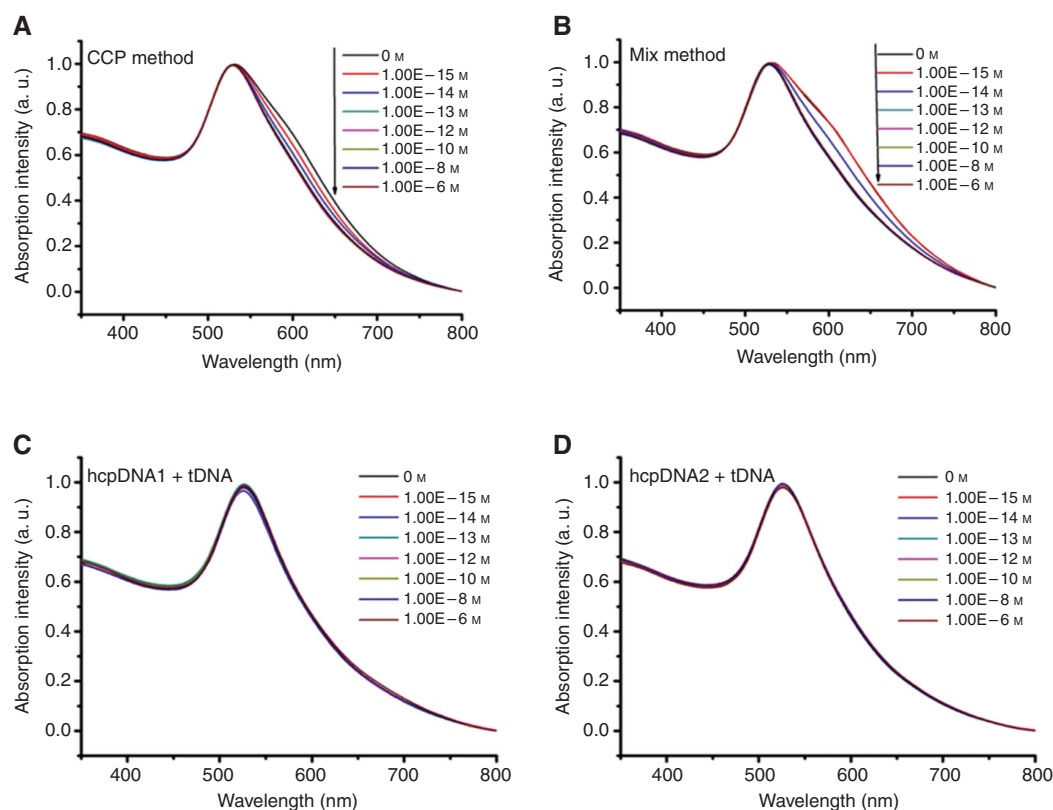 A
CCP method
0 M
1.00E−15 M
1.00E−14 M
1.00E−13 M
1.00E−12 M
1.00E−10 M
1.00E−8 M
1.00E−6 M
Absorption intensity (a. u.)
1.0
0.8
0.6
0.4
0.2
0.0
400
500
600
700
800
Wavelength (nm)
B
Mix method
0 M
1.00E−15 M
1.00E−14 M
1.00E−13 M
1.00E−12 M
1.00E−10 M
1.00E−8 M
1.00E−6 M
Absorption intensity (a. u.)
1.0
0.8
0.6
0.4
0.2
0.0
400
500
600
700
800
Wavelength (nm)
C
hcpDNA1 + tDNA
0 M
1.00E−15 M
1.00E−14 M
1.00E−13 M
1.00E−12 M
1.00E−10 M
1.00E−8 M
1.00E−6 M
Absorption intensity (a. u.)
1.0
0.8
0.6
0.4
0.2
0.0
400
500
600
700
800
Wavelength (nm)
D
hcpDNA2 + tDNA
0 M
1.00E−15 M
1.00E−14 M
1.00E−13 M
1.00E−12 M
1.00E−10 M
1.00E−8 M
1.00E−6 M
Absorption intensity (a. u.)
1.0
0.8
0.6
0.4
0.2
0.0
400
500
600
700
800
Wavelength (nm)